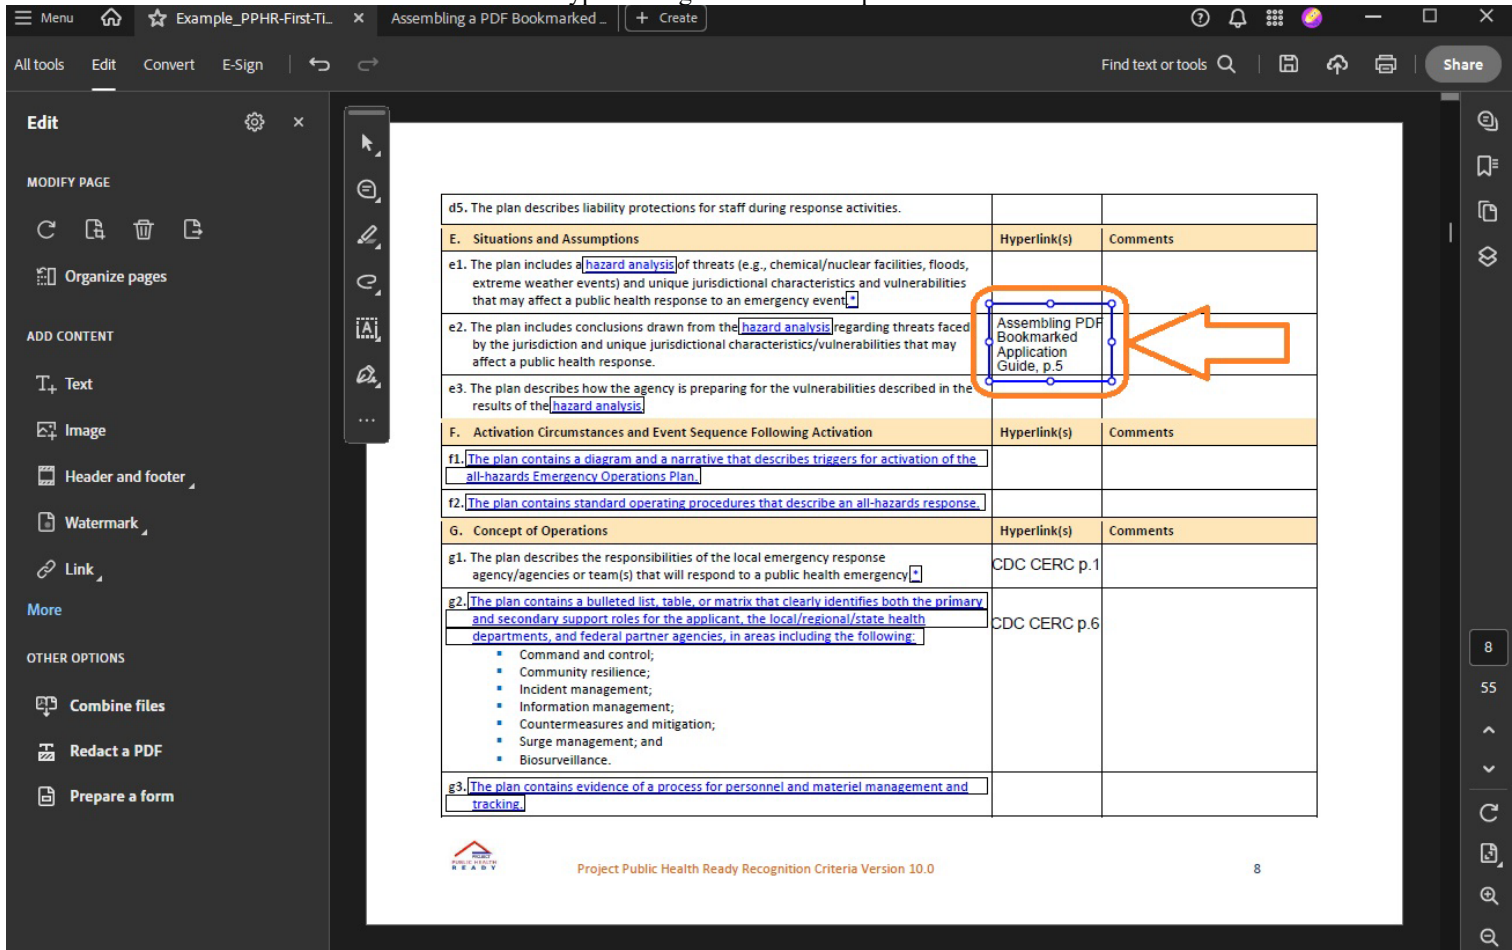 Menu
Example_PPHR-First-Ti...
Assembling a PDF Bookmarked ...
+ Create
All tools
Edit
Convert
E-Sign
Find text or tools
Share
Edit
MODIFY PAGE
Organize pages
ADD CONTENT
Text
Image
Header and footer
Watermark
Link
More
OTHER OPTIONS
Combine files
Redact a PDF
Prepare a form
d5. The plan describes liability protections for staff during response activities.
E. Situations and Assumptions
Hyperlink(s)
Comments
e1. The plan includes a hazard analysis of threats (e.g., chemical/nuclear facilities, floods,
extreme weather events) and unique jurisdictional characteristics and vulnerabilities
that may affect a public health response to an emergency event.*
e2. The plan includes conclusions drawn from the hazard analysis regarding threats faced
by the jurisdiction and unique jurisdictional characteristics/vulnerabilities that may
affect a public health response.
Assembling PDF
Bookmarked
Application
Guide, p.5
e3. The plan describes how the agency is preparing for the vulnerabilities described in the
results of the hazard analysis.
F. Activation Circumstances and Event Sequence Following Activation
Hyperlink(s)
Comments
f1. The plan contains a diagram and a narrative that describes triggers for activation of the
all-hazards Emergency Operations Plan.
f2. The plan contains standard operating procedures that describe an all-hazards response.
G. Concept of Operations
Hyperlink(s)
Comments
g1. The plan describes the responsibilities of the local emergency response
agency/agencies or team(s) that will respond to a public health emergency.*
CDC CERC p.1
g2. The plan contains a bulleted list, table, or matrix that clearly identifies both the primary
and secondary support roles for the applicant, the local/regional/state health
departments, and federal partner agencies, in areas including the following:
CDC CERC p.6
▪ Command and control;
▪ Community resilience;
▪ Incident management;
▪ Information management;
▪ Countermeasures and mitigation;
▪ Surge management; and
▪ Biosurveillance.
g3. The plan contains evidence of a process for personnel and materiel management and
tracking.
PROJECT
PUBLIC HEALTH
READY
Project Public Health Ready Recognition Criteria Version 10.0
8
8
55